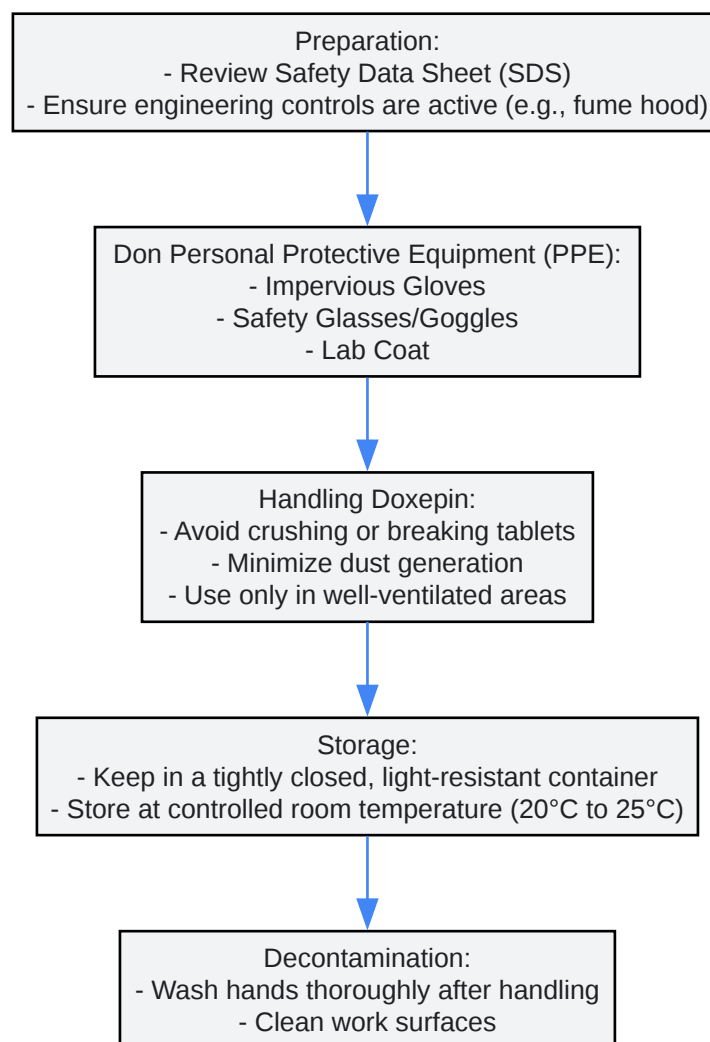 Preparation:
- Review Safety Data Sheet (SDS)
- Ensure engineering controls are active (e.g., fume hood)
Don Personal Protective Equipment (PPE):
- Impervious Gloves
- Safety Glasses/Goggles
- Lab Coat
Handling Doxepin:
- Avoid crushing or breaking tablets
- Minimize dust generation
- Use only in well-ventilated areas
Storage:
- Keep in a tightly closed, light-resistant container
- Store at controlled room temperature (20°C to 25°C)
Decontamination:
- Wash hands thoroughly after handling
- Clean work surfaces